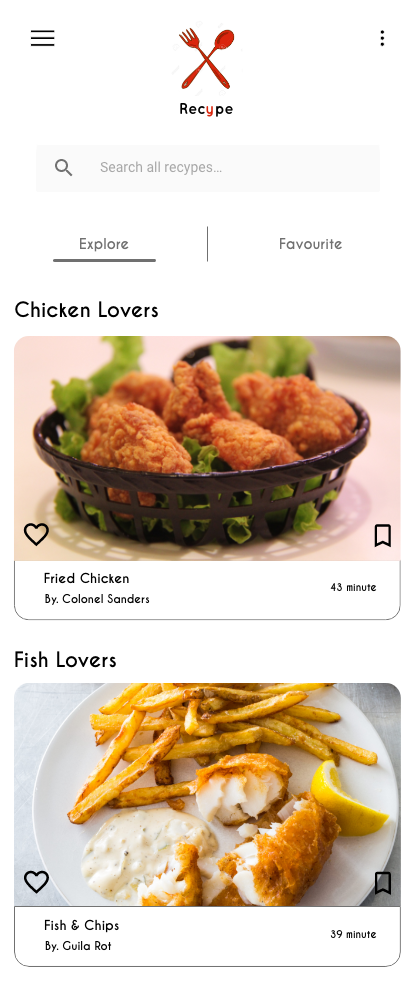 Recype
Search all recypes...
Explore
Favourite
Chicken Lovers
Fried Chicken
43 minute
By. Colonel Sanders
Fish Lovers
Fish & Chips
39 minute
By. Guila Rot